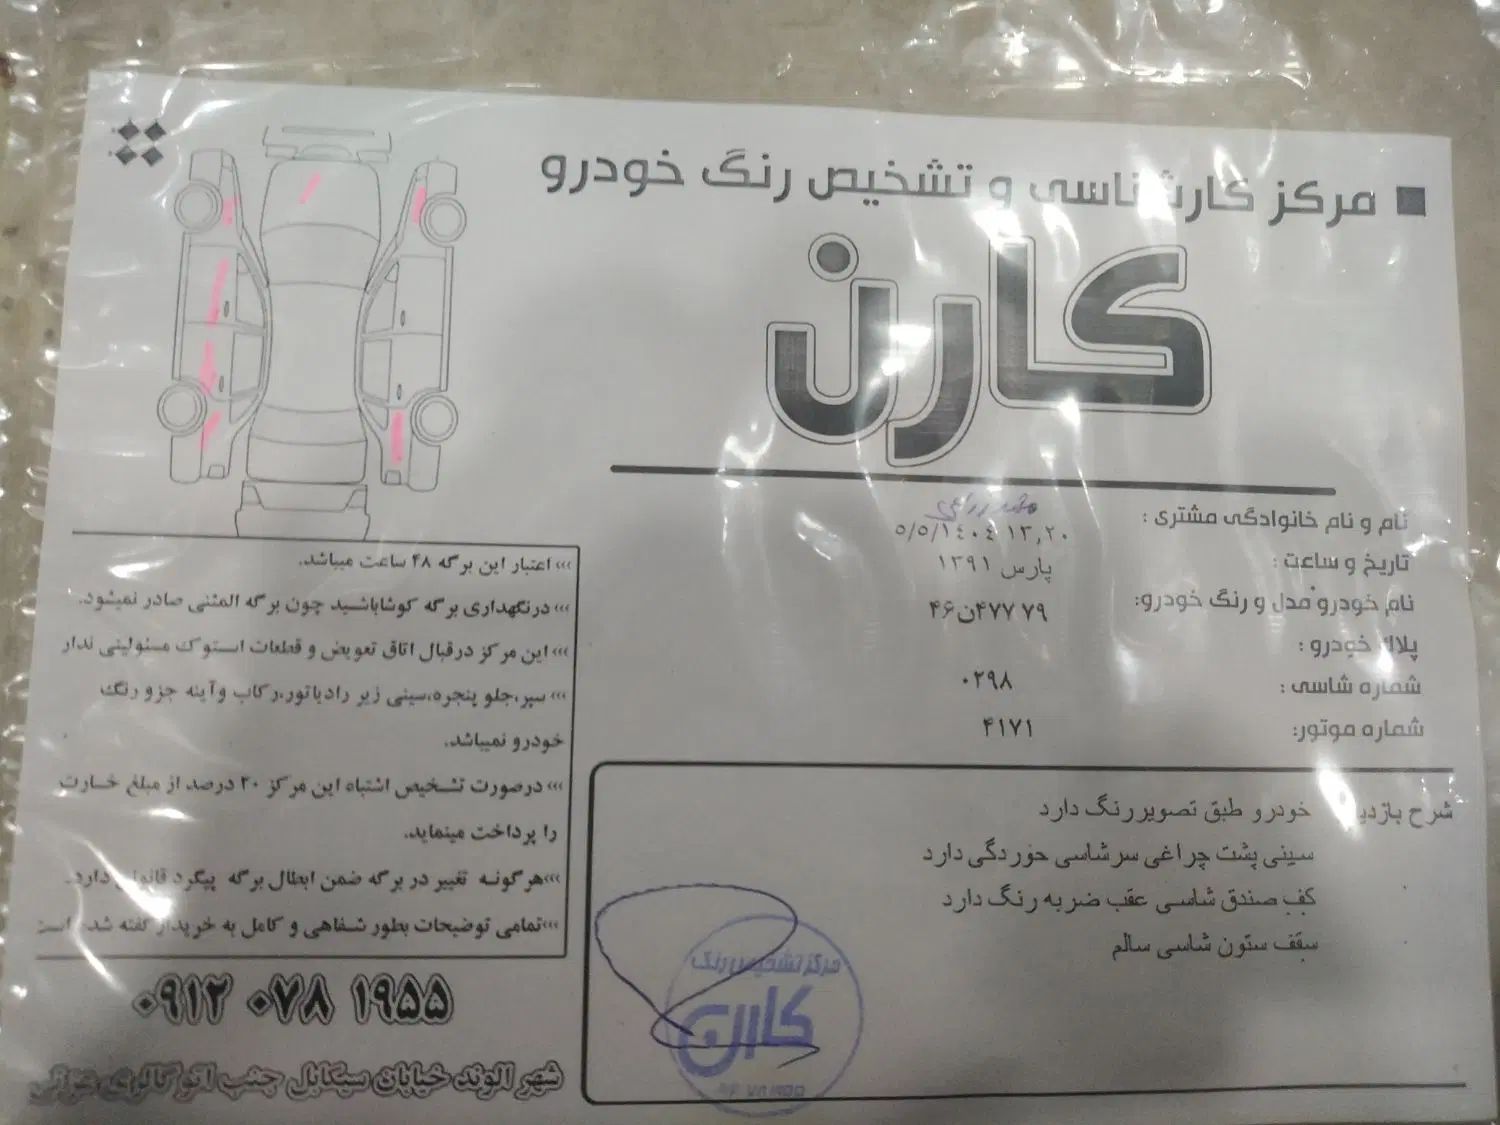 مرکز کارشناسی و تشخیص رنگ خودرو
کارن
نام و نام خانوادگی مشتری :
تاریخ و ساعت : ۵/۵/۱۴۰۴ ۱۳,۲۰
نام خودرو مدل و رنگ خودرو: پارس ۱۳۹۱
پلاک خودرو : ۴۶ن۴۷۷ ۷۹
شماره شاسی : ۰۲۹۸
شماره موتور: ۴۱۷۱
شرح بازدید خودرو طبق تصویر رنگ دارد
سینی پشت چراغی سرشاسی خوردگی دارد
کف صندق شاسی عقب ضربه رنگ دارد
سقف ستون شاسی سالم
مرکز تشخیص رنگ
کارن
››› اعتبار این برگه ۴۸ ساعت میباشد.
››› درنگهداری برگه کوشاباشید چون برگه المثنی صادر نمیشود.
››› این مرکز درقبال اتاق تعویض و قطعات استوک مسئولیتی ندار
››› سپر،جلو پنجره،سینی زیر رادیاتور،رکاب وآینه جزو رنگ
خودرو نمیباشد.
››› درصورت تشخیص اشتباه این مرکز ۲۰ درصد از مبلغ خسارت
را پرداخت مینماید.
›››هرگونه تغییر در برگه ضمن ابطال برگه پیگرد قانونی دارد.
›››تمامی توضیحات بطور شفاهی و کامل به خریدار گفته شده است
۰۹۱۲ ۰۷۸ ۱۹۵۵
شهر الوند خیابان سیتکابل جنب اتو گالری